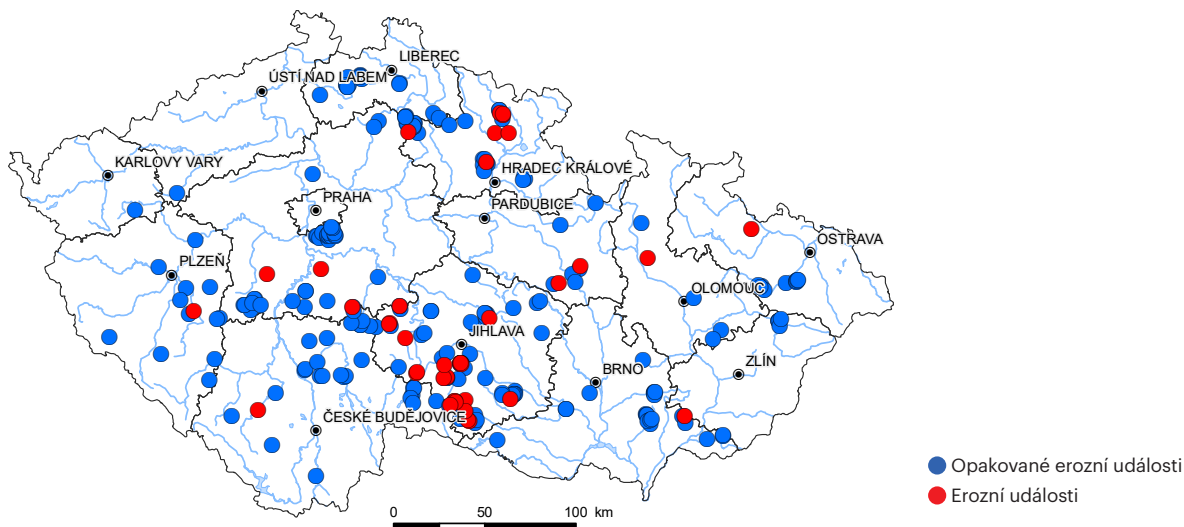 LIBEREC
ÚSTÍ NAD LABEM
KARLOVY VARY
HRADEC KRÁLOVÉ
PRAHA
PARDUBICE
OSTRAVA
PLZEŇ
OLOMOUC
JIHLAVA
BRNO
ZLÍN
ČESKÉ BUDĚJOVICE
Opakované erozní události
Erozní události
0 50 100 km